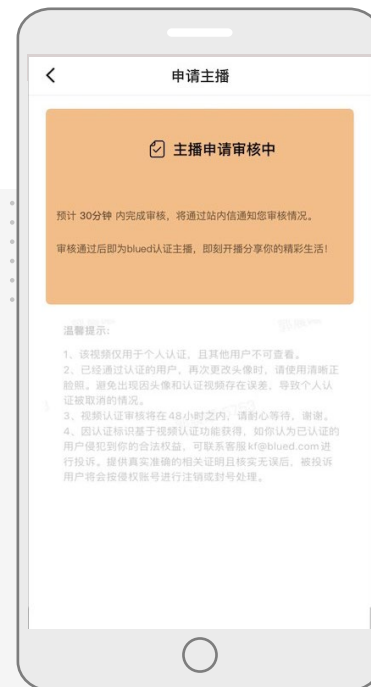 申请主播
主播申请审核中
预计 30分钟 内完成审核，将通过站内信通知您审核情况。
审核通过后即为blued认证主播，即刻开播分享你的精彩生活！
温馨提示:
1、该视频仅用于个人认证，且其他用户不可查看。
2、已经通过认证的用户，再次更改头像时，请使用清晰正
脸照。避免出现因头像和认证视频存在误差，导致个人认
证被取消的情况。
3、视频认证审核将在48小时之内，请耐心等待，谢谢。
4、因认证标识基于视频认证功能获得，如你认为已认证的
用户侵犯到你的合法权益，可联系客服kf@blued.com进
行投诉。提供真实准确的相关证明且核实无误后，被投诉
用户将会按侵权账号进行注销或封号处理。